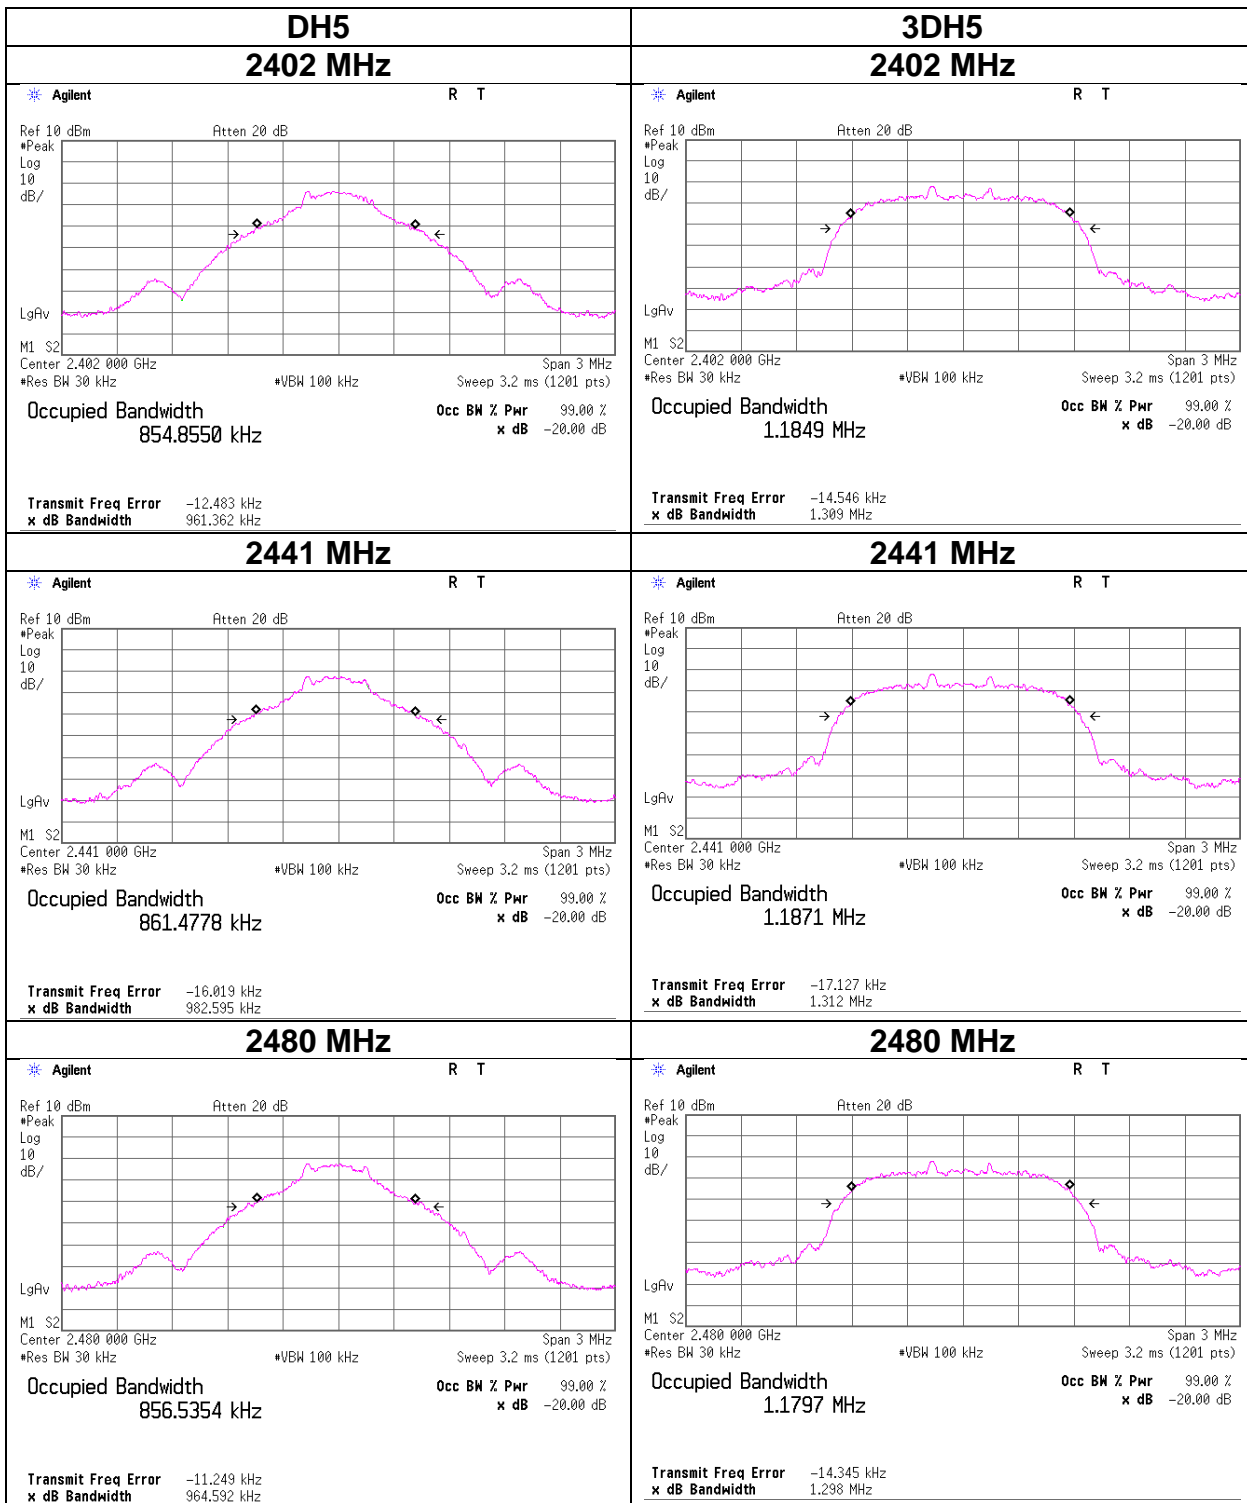 DH5 3DH5
2402 MHz 2402 MHz
Agilent R T
Ref 10 dBm Atten 20 dB
#Peak
Log
10
dB/
LgAv
M1 S2
Center 2.402 000 GHz Span 3 MHz
#Res BW 30 kHz #VBW 100 kHz Sweep 3.2 ms (1201 pts)
Occupied Bandwidth Occ BW % Pwr 99.00 %
854.8550 kHz x dB -20.00 dB
Transmit Freq Error -12.483 kHz
x dB Bandwidth 961.362 kHz
Agilent R T
Ref 10 dBm Atten 20 dB
#Peak
Log
10
dB/
LgAv
M1 S2
Center 2.402 000 GHz Span 3 MHz
#Res BW 30 kHz #VBW 100 kHz Sweep 3.2 ms (1201 pts)
Occupied Bandwidth Occ BW % Pwr 99.00 %
1.1849 MHz x dB -20.00 dB
Transmit Freq Error -14.546 kHz
x dB Bandwidth 1.309 MHz
2441 MHz 2441 MHz
Agilent R T
Ref 10 dBm Atten 20 dB
#Peak
Log
10
dB/
LgAv
M1 S2
Center 2.441 000 GHz Span 3 MHz
#Res BW 30 kHz #VBW 100 kHz Sweep 3.2 ms (1201 pts)
Occupied Bandwidth Occ BW % Pwr 99.00 %
861.4778 kHz x dB -20.00 dB
Transmit Freq Error -16.019 kHz
x dB Bandwidth 982.595 kHz
Agilent R T
Ref 10 dBm Atten 20 dB
#Peak
Log
10
dB/
LgAv
M1 S2
Center 2.441 000 GHz Span 3 MHz
#Res BW 30 kHz #VBW 100 kHz Sweep 3.2 ms (1201 pts)
Occupied Bandwidth Occ BW % Pwr 99.00 %
1.1871 MHz x dB -20.00 dB
Transmit Freq Error -17.127 kHz
x dB Bandwidth 1.312 MHz
2480 MHz 2480 MHz
Agilent R T
Ref 10 dBm Atten 20 dB
#Peak
Log
10
dB/
LgAv
M1 S2
Center 2.480 000 GHz Span 3 MHz
#Res BW 30 kHz #VBW 100 kHz Sweep 3.2 ms (1201 pts)
Occupied Bandwidth Occ BW % Pwr 99.00 %
856.5354 kHz x dB -20.00 dB
Transmit Freq Error -11.249 kHz
x dB Bandwidth 964.592 kHz
Agilent R T
Ref 10 dBm Atten 20 dB
#Peak
Log
10
dB/
LgAv
M1 S2
Center 2.480 000 GHz Span 3 MHz
#Res BW 30 kHz #VBW 100 kHz Sweep 3.2 ms (1201 pts)
Occupied Bandwidth Occ BW % Pwr 99.00 %
1.1797 MHz x dB -20.00 dB
Transmit Freq Error -14.345 kHz
x dB Bandwidth 1.298 MHz